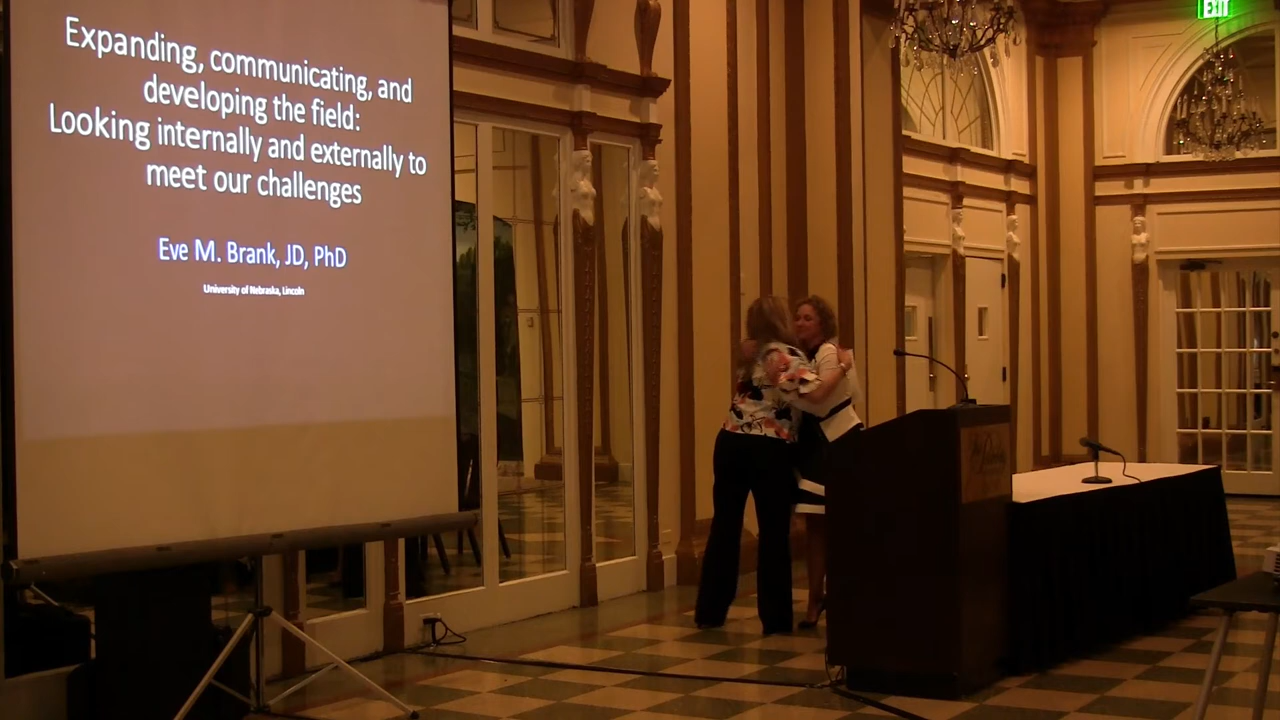 Expanding, communicating, and
developing the field:
Looking internally and externally to
meet our challenges
Eve M. Brank, JD, PhD
University of Nebraska, Lincoln
EXIT